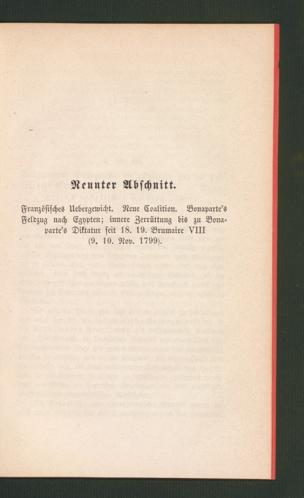 Neunter Abschnitt.
Französisches Uebergewicht. Neue Coalition. Bonaparte's
Feldzug nach Egypten; innere Zerrüttung bis zu Bona-
parte's Diktatur seit 18. 19. Brumaire VIII
(9. 10. Nov. 1799).